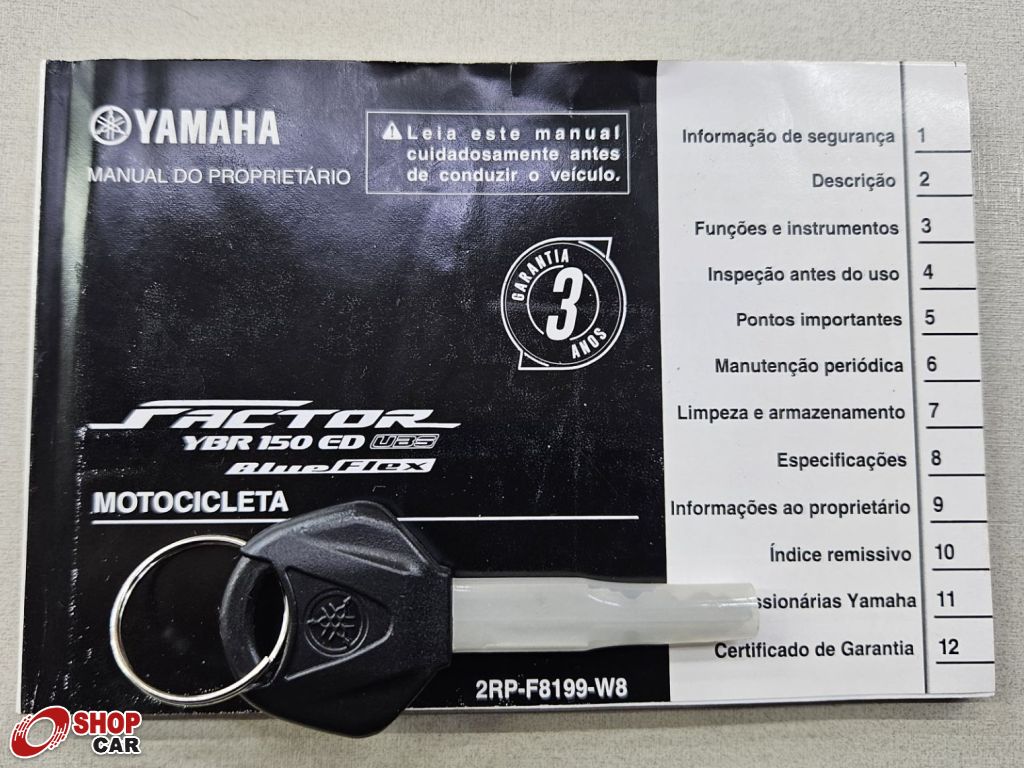 YAMAHA
MANUAL DO PROPRIETÁRIO
Leia este manual
cuidadosamente antes
de conduzir o veículo.
GARANTIA
3
ANOS
FACTOR
YBR 150 ED UBS
BlueFlex
MOTOCICLETA
2RP-F8199-W8
Informação de segurança 1
Descrição 2
Funções e instrumentos 3
Inspeção antes do uso 4
Pontos importantes 5
Manutenção periódica 6
Limpeza e armazenamento 7
Especificações 8
Informações ao proprietário 9
Índice remissivo 10
ssionárias Yamaha 11
Certificado de Garantia 12
SHOP
CAR